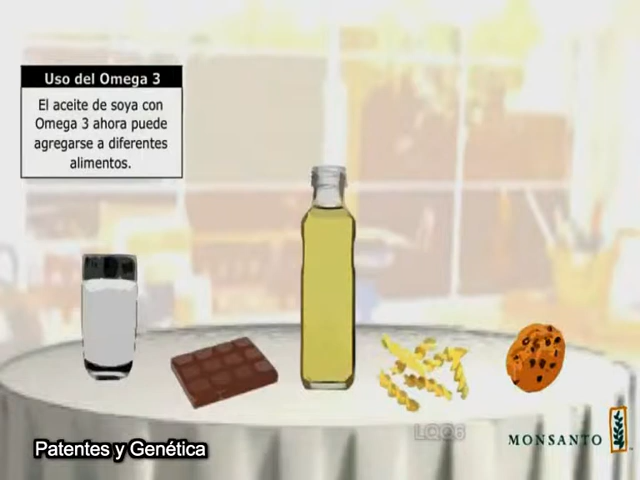 Uso del Omega 3
El aceite de soya con
Omega 3 ahora puede
agregarse a diferentes
alimentos.
Patentes y Genética
MONSANTO